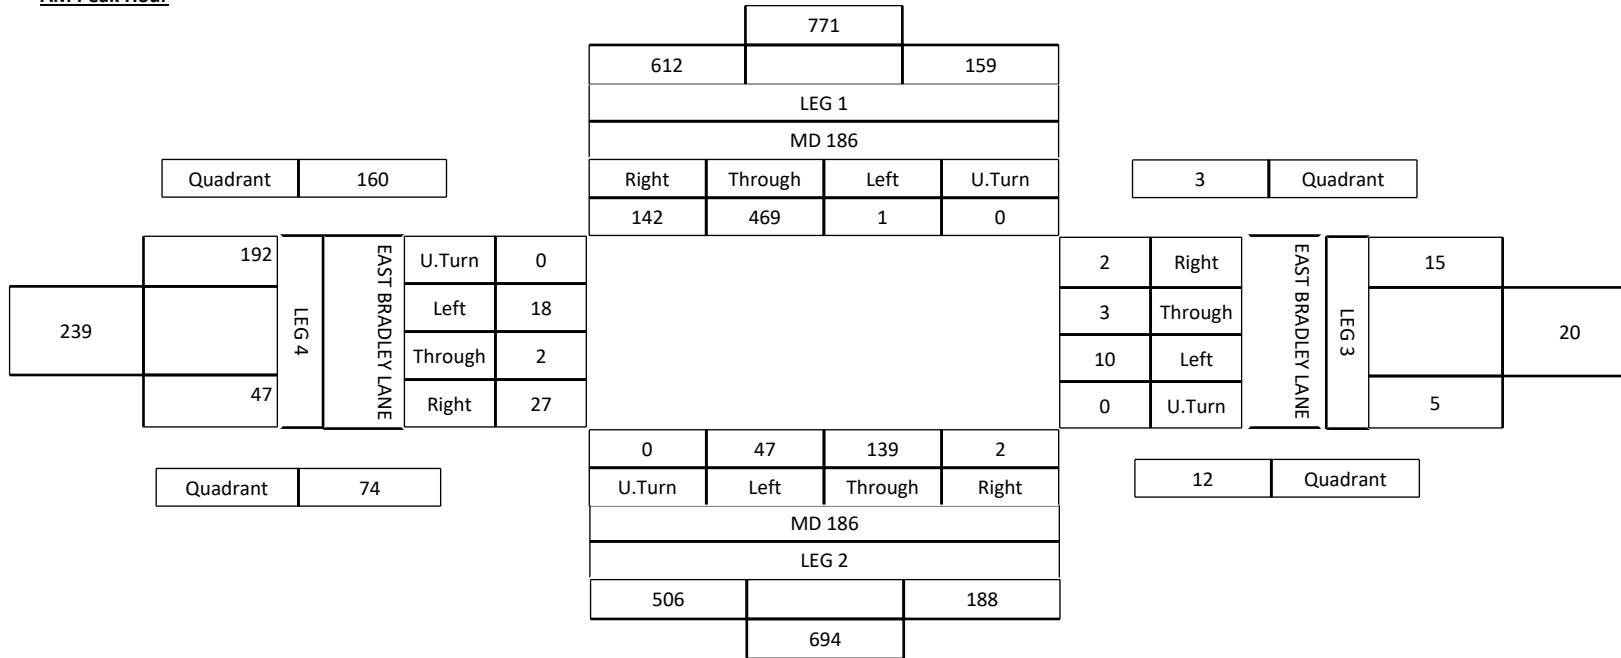 AM Peak Hour
771
612 159
LEG 1
MD 186
Quadrant 160
Right Through Left U.Turn
3 Quadrant
142 469 1 0
192
239
47
LEG 4
EAST BRADLEY LANE
U.Turn 0
Left 18
Through 2
Right 27
2 Right
3 Through
10 Left
0 U.Turn
EAST BRADLEY LANE
LEG 3
15
20
5
0 47 139 2
U.Turn Left Through Right
Quadrant 74
12 Quadrant
MD 186
LEG 2
506 188
694